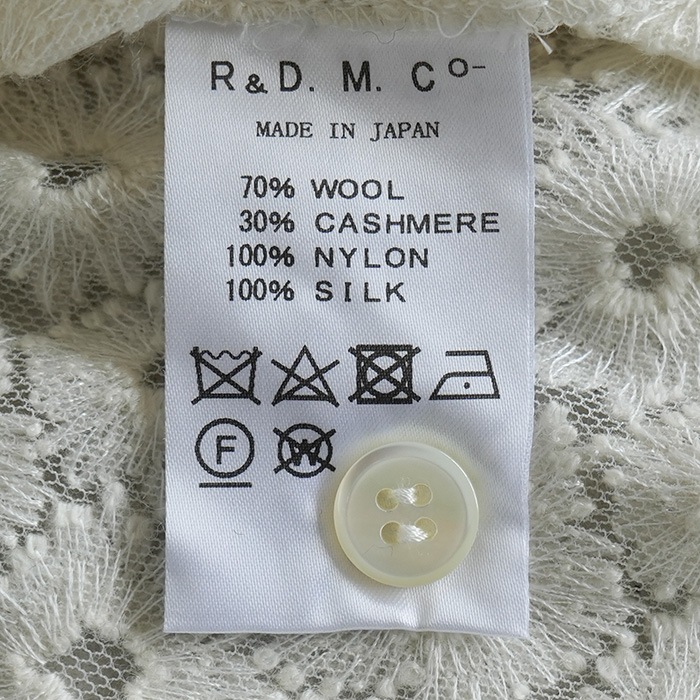 R & D. M. Co-
MADE IN JAPAN
70% WOOL
30% CASHMERE
100% NYLON
100% SILK
F W